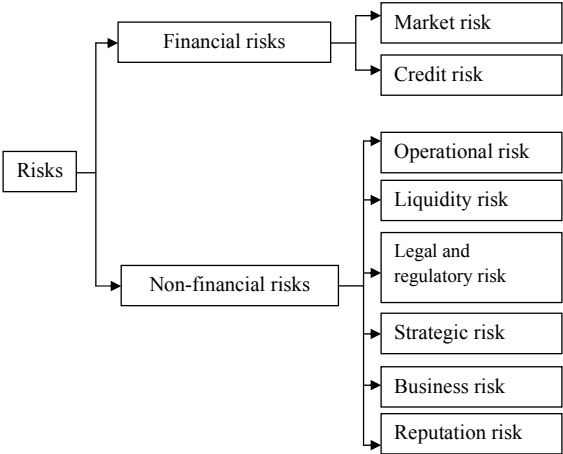 Risks
Financial risks
Market risk
Credit risk
Non-financial risks
Operational risk
Liquidity risk
Legal and
regulatory risk
Strategic risk
Business risk
Reputation risk